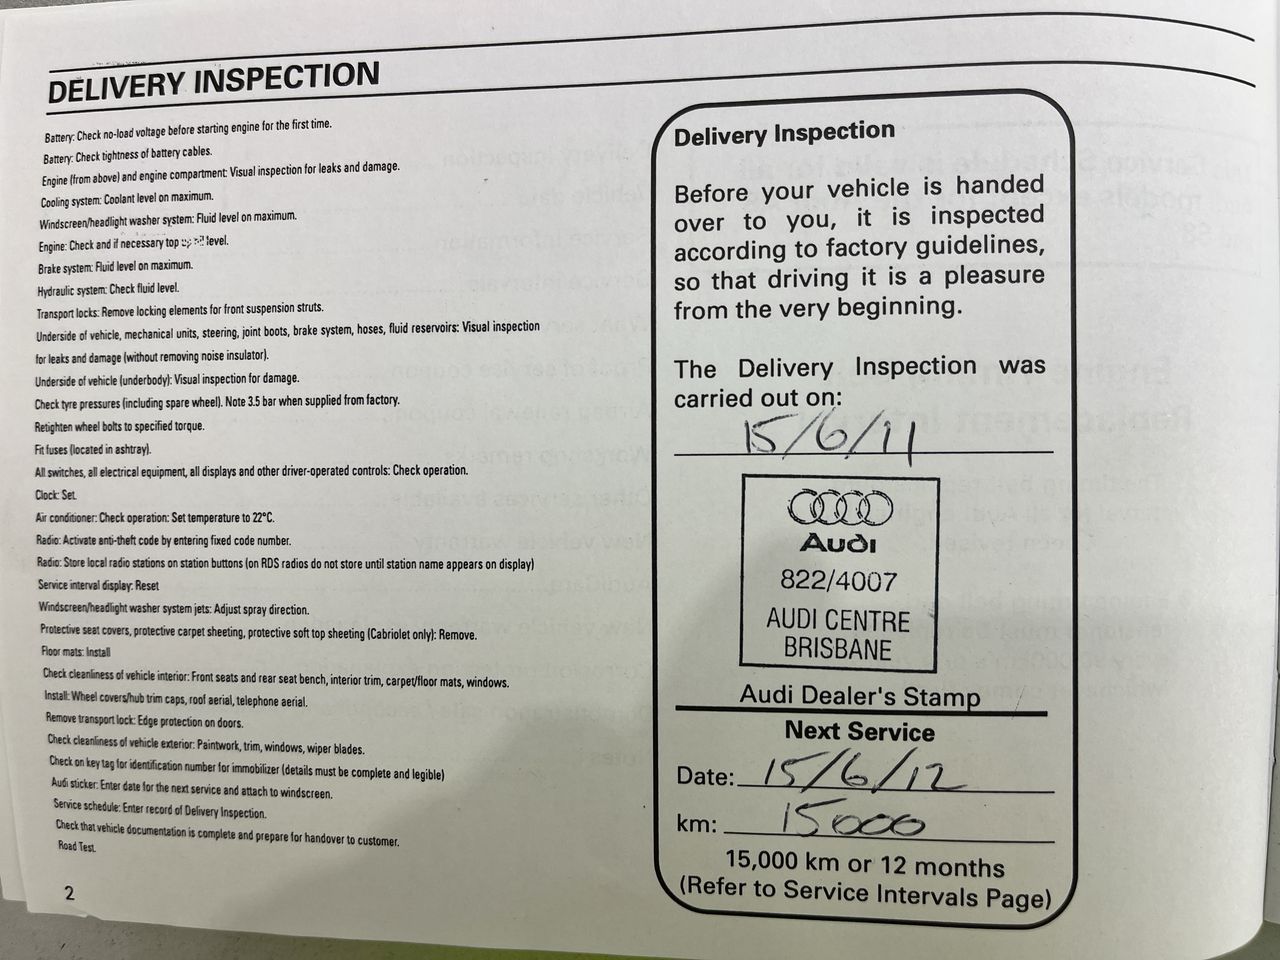 DELIVERY INSPECTION
Battery: Check no-load voltage before starting engine for the first time.
Battery: Check tightness of battery cables.
Engine (from above) and engine compartment: Visual inspection for leaks and damage.
Cooling system: Coolant level on maximum.
Windscreen/headlight washer system: Fluid level on maximum.
Engine: Check and if necessary top level.
Brake system: Fluid level on maximum.
Hydraulic system: Check fluid level.
Transport locks: Remove locking elements for front suspension struts.
Underside of vehicle, mechanical units, steering, joint boots, brake system, hoses, fluid reservoirs: Visual inspection
for leaks and damage (without removing noise insulator).
Underside of vehicle (underbody): Visual inspection for damage.
Check tyre pressures (including spare wheel). Note 3.5 bar when supplied from factory.
Retighten wheel bolts to specified torque.
Fit fuses (located in ashtray).
All switches, all electrical equipment, all displays and other driver-operated controls: Check operation.
Clock: Set.
Air conditioner: Check operation: Set temperature to 22°C.
Radio: Activate anti-theft code by entering fixed code number.
Radio: Store local radio stations on station buttons (on RDS radios do not store until station name appears on display)
Service interval display: Reset
Windscreen/headlight washer system jets: Adjust spray direction.
Protective seat covers, protective carpet sheeting, protective soft top sheeting (Cabriolet only): Remove.
Floor mats: Install
Check cleanliness of vehicle interior: Front seats and rear seat bench, interior trim, carpet/floor mats, windows.
Install: Wheel covers/hub trim caps, roof aerial, telephone aerial.
Remove transport lock: Edge protection on doors.
Check cleanliness of vehicle exterior: Paintwork, trim, windows, wiper blades.
Check on key tag for identification number for immobilizer (details must be complete and legible)
Audi sticker: Enter date for the next service and attach to windscreen.
Service schedule: Enter record of Delivery Inspection.
Check that vehicle documentation is complete and prepare for handover to customer.
Road Test.
2
Delivery Inspection
Before your vehicle is handed
over to you, it is inspected
according to factory guidelines,
so that driving it is a pleasure
from the very beginning.
The Delivery Inspection was
carried out on:
15/6/11
Audi
822/4007
AUDI CENTRE
BRISBANE
Audi Dealer's Stamp
Next Service
Date: 15/6/12
km: 15000
15,000 km or 12 months
(Refer to Service Intervals Page)